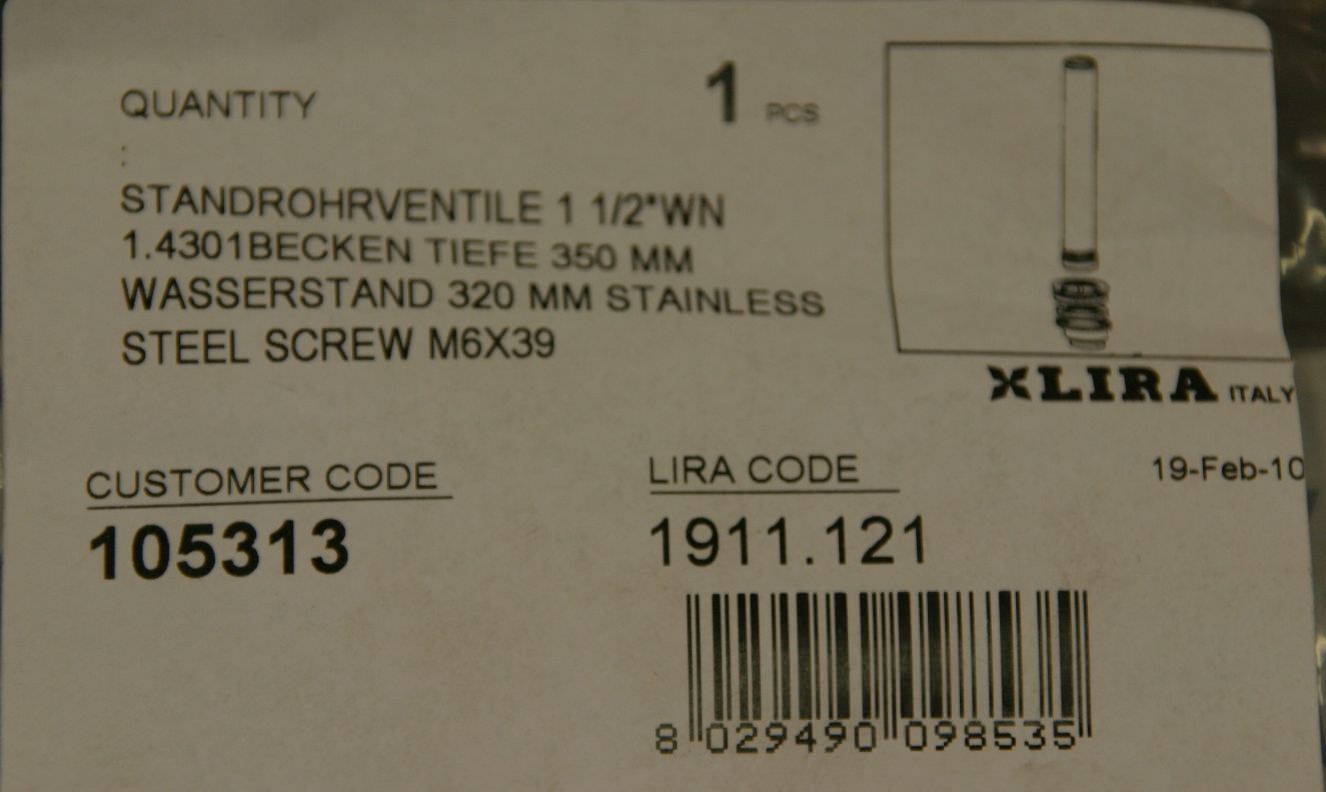 QUANTITY 1 PCS
:
STANDROHRVENTILE 1 1/2"WN
1.4301BECKEN TIEFE 350 MM
WASSERSTAND 320 MM STAINLESS
STEEL SCREW M6X39
XLIRA ITALY
CUSTOMER CODE LIRA CODE 19-Feb-10
105313 1911.121
8 029490 098535